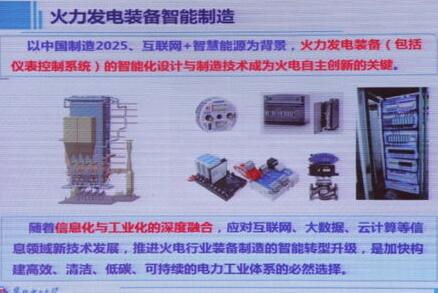 火力发电装备智能制造
以中国制造2025、互联网+智慧能源为背景，火力发电装备（包括
仪表控制系统）的智能化设计与制造技术成为火电自主创新的关键。
随着信息化与工业化的深度融合，应对互联网、大数据、云计算等信
息领域新技术发展，推进火电行业装备制造的智能转型升级，是加快构
建高效、清洁、低碳、可持续的电力工业体系的必然选择。